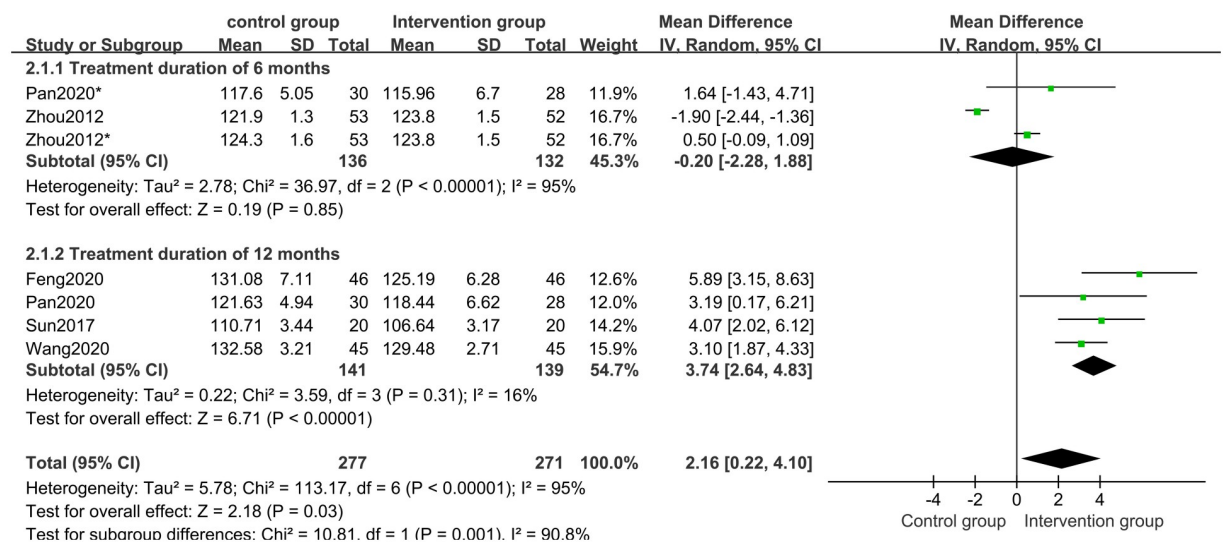 control group Intervention group Mean Difference Mean Difference
Study or Subgroup Mean SD Total Mean SD Total Weight IV, Random, 95% CI IV, Random, 95% CI
2.1.1 Treatment duration of 6 months
Pan2020* 117.6 5.05 30 115.96 6.7 28 11.9% 1.64 [-1.43, 4.71]
Zhou2012 121.9 1.3 53 123.8 1.5 52 16.7% -1.90 [-2.44, -1.36]
Zhou2012* 124.3 1.6 53 123.8 1.5 52 16.7% 0.50 [-0.09, 1.09]
Subtotal (95% CI) 136 132 45.3% -0.20 [-2.28, 1.88]
Heterogeneity: Tau² = 2.78; Chi² = 36.97, df = 2 (P < 0.00001); I² = 95%
Test for overall effect: Z = 0.19 (P = 0.85)
2.1.2 Treatment duration of 12 months
Feng2020 131.08 7.11 46 125.19 6.28 46 12.6% 5.89 [3.15, 8.63]
Pan2020 121.63 4.94 30 118.44 6.62 28 12.0% 3.19 [0.17, 6.21]
Sun2017 110.71 3.44 20 106.64 3.17 20 14.2% 4.07 [2.02, 6.12]
Wang2020 132.58 3.21 45 129.48 2.71 45 15.9% 3.10 [1.87, 4.33]
Subtotal (95% CI) 141 139 54.7% 3.74 [2.64, 4.83]
Heterogeneity: Tau² = 0.22; Chi² = 3.59, df = 3 (P = 0.31); I² = 16%
Test for overall effect: Z = 6.71 (P < 0.00001)
Total (95% CI) 277 271 100.0% 2.16 [0.22, 4.10]
Heterogeneity: Tau² = 5.78; Chi² = 113.17, df = 6 (P < 0.00001); I² = 95%
Test for overall effect: Z = 2.18 (P = 0.03)
Test for subgroup differences: Chi² = 10.81, df = 1 (P = 0.001), I² = 90.8%
-4 -2 0 2 4
Control group Intervention group